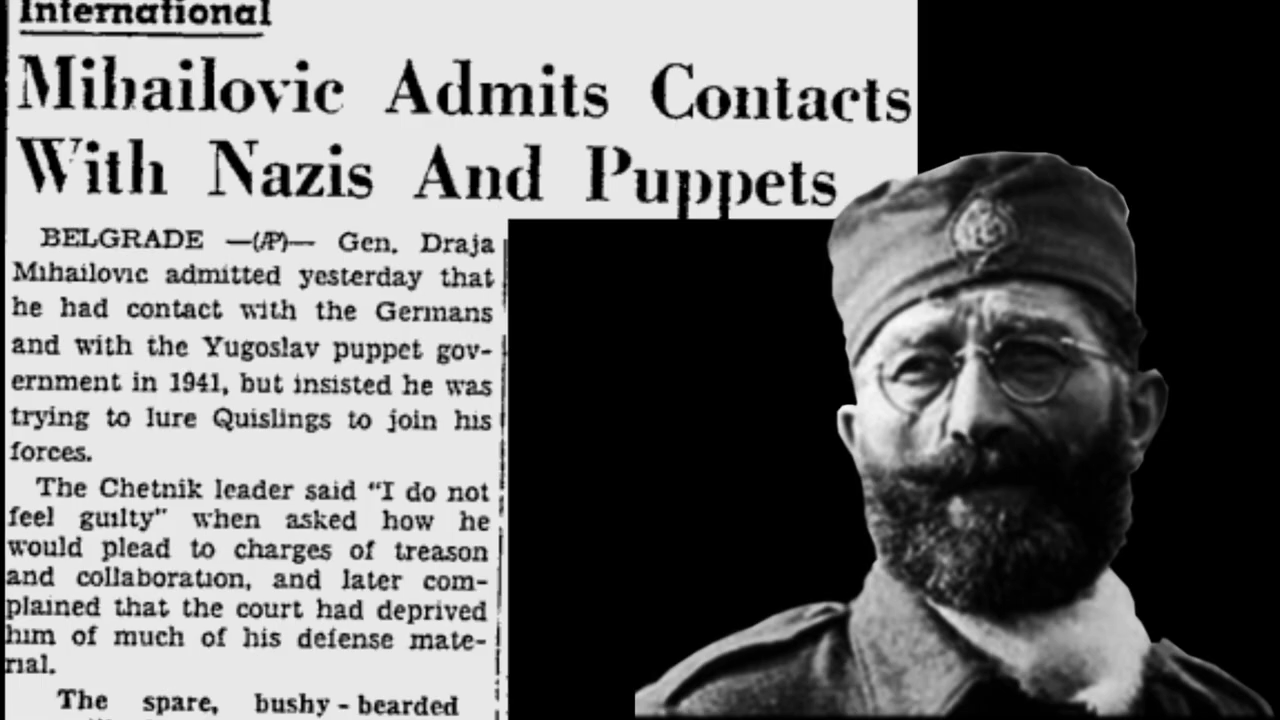 International
Mihailovic Admits Contacts
With Nazis And Puppets
BELGRADE —(AP)— Gen. Draja
Mihailovic admitted yesterday that
he had contact with the Germans
and with the Yugoslav puppet gov-
ernment in 1941, but insisted he was
trying to lure Quislings to join his
forces.
The Chetnik leader said “I do not
feel guilty” when asked how he
would plead to charges of treason
and collaboration, and later com-
plained that the court had deprived
him of much of his defense mate-
rial.
The spare, bushy-bearded